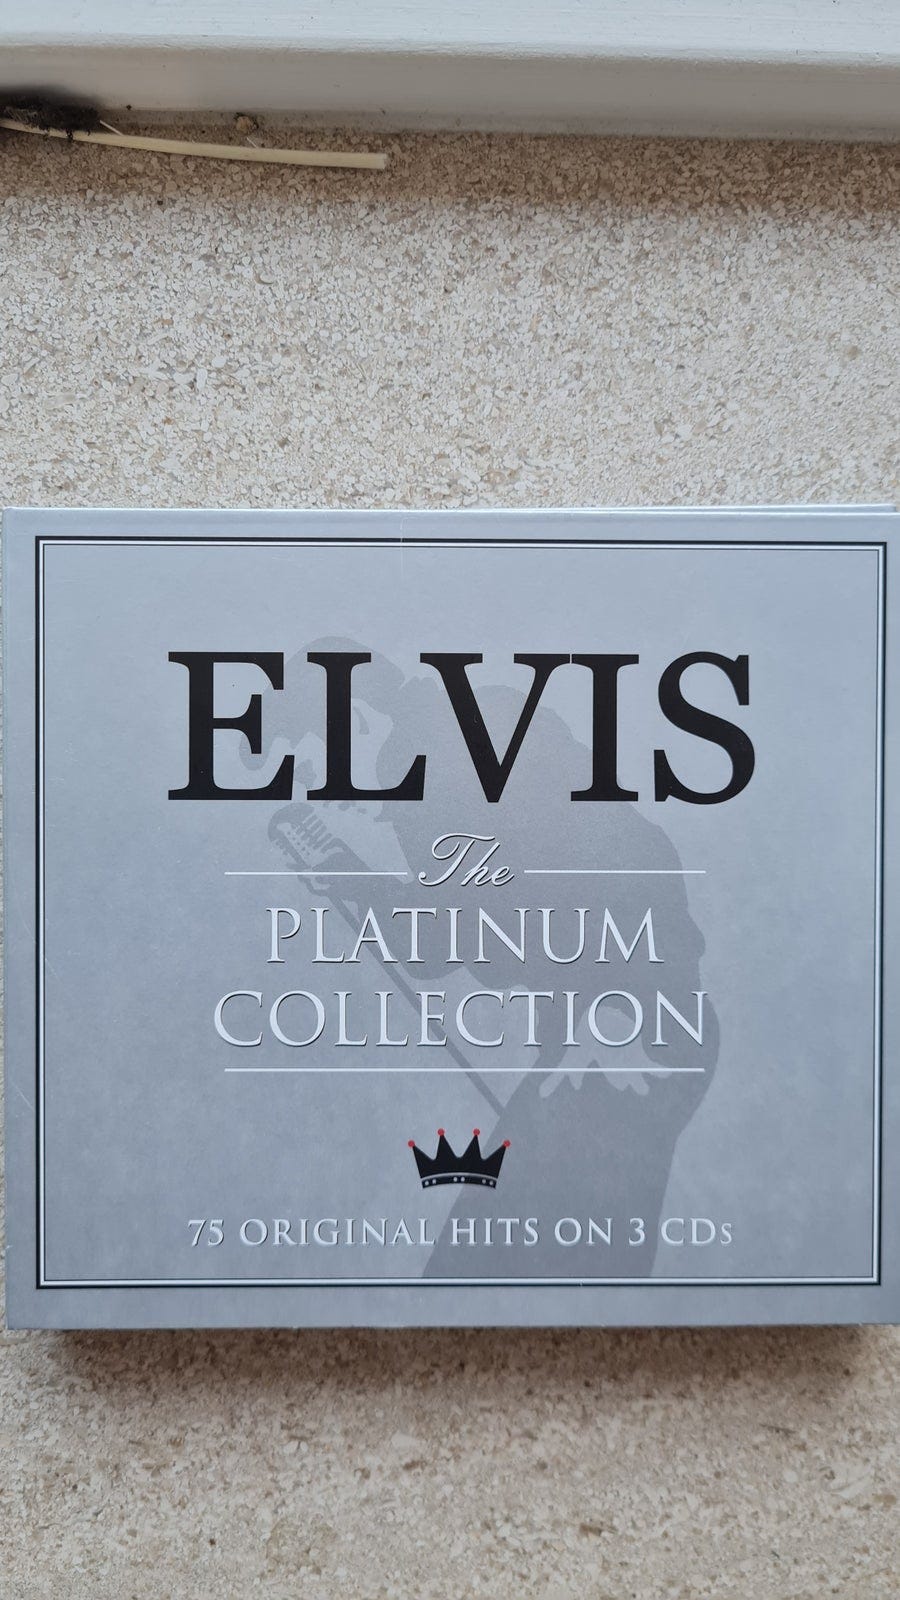 ELVIS
The
PLATINUM
COLLECTION
75 ORIGINAL HITS ON 3 CDs